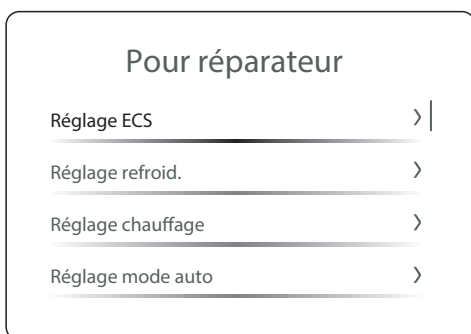 Pour réparateur
Réglage ECS
Réglage refroid.
Réglage chauffage
Réglage mode auto